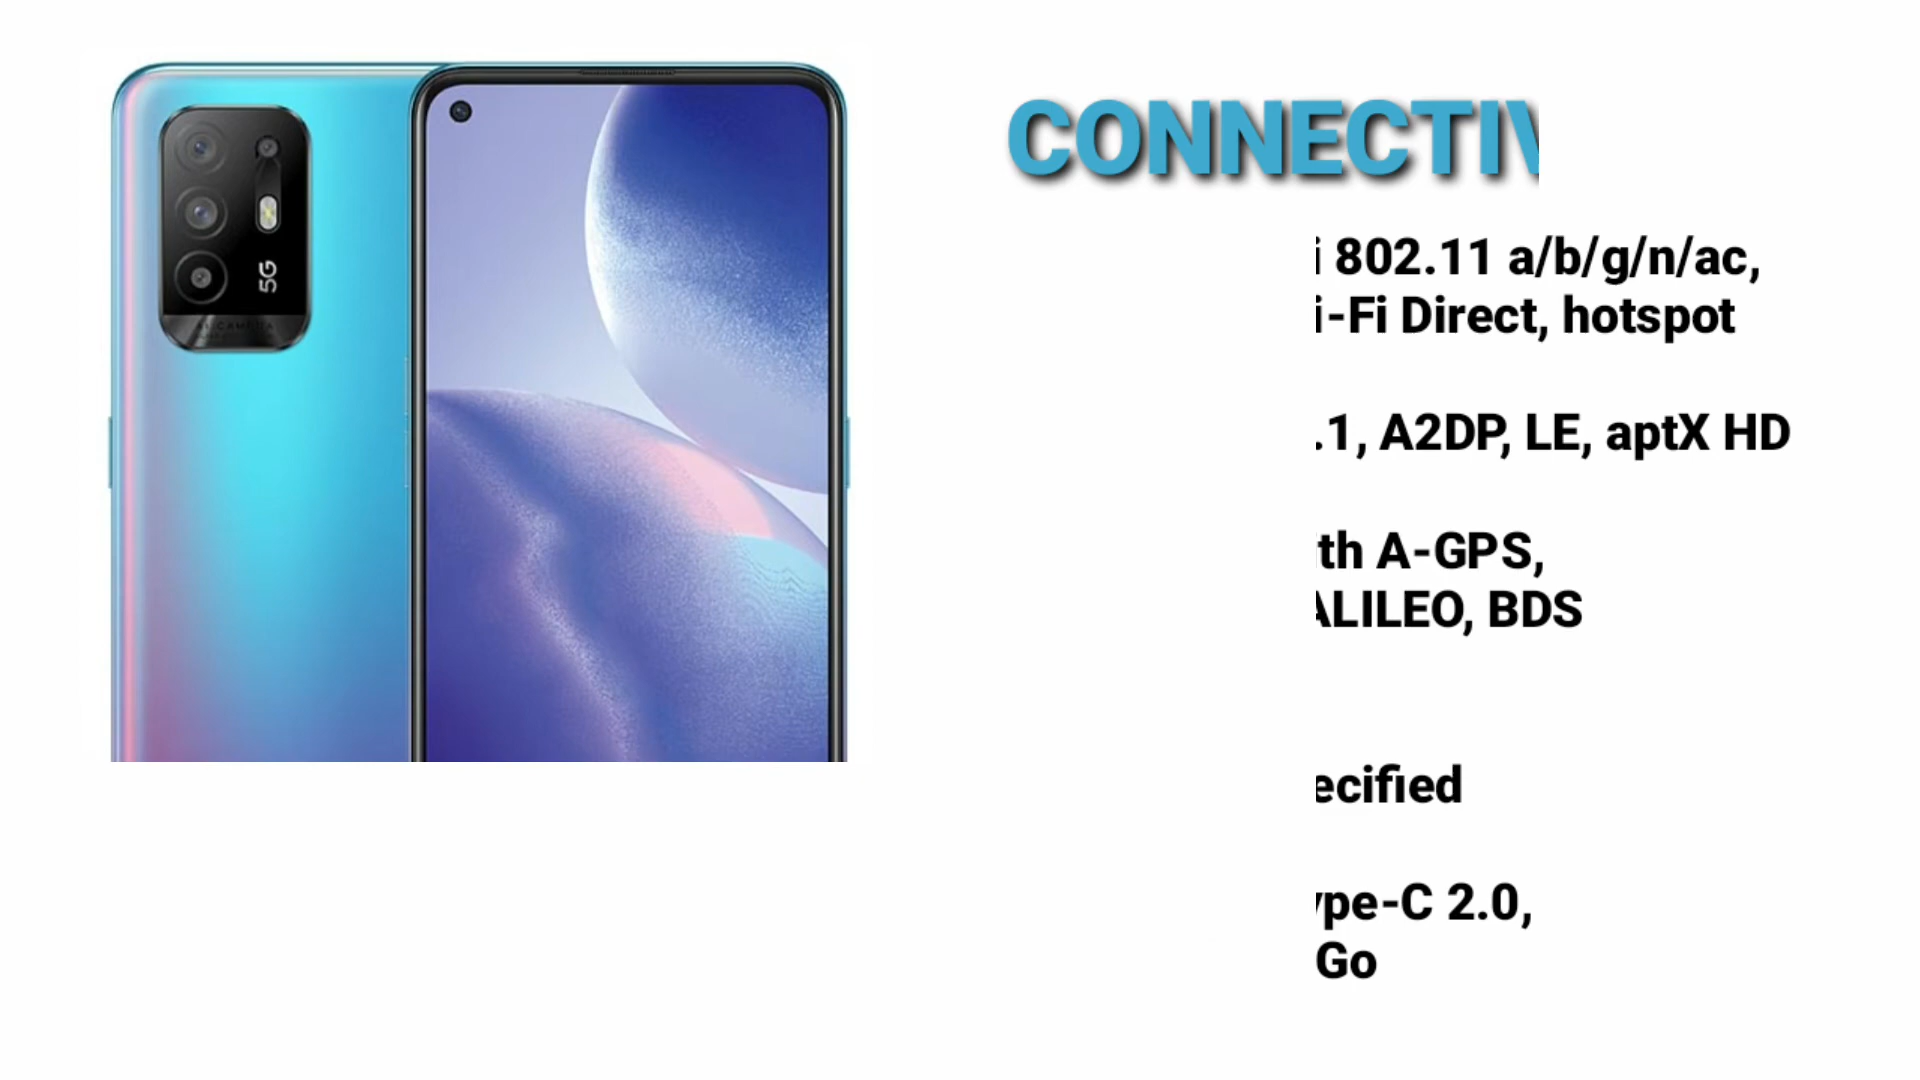 5G
CONNECTIV
i 802.11 a/b/g/n/ac,
i-Fi Direct, hotspot
.1, A2DP, LE, aptX HD
th A-GPS,
ALILEO, BDS
ecified
ype-C 2.0,
Go